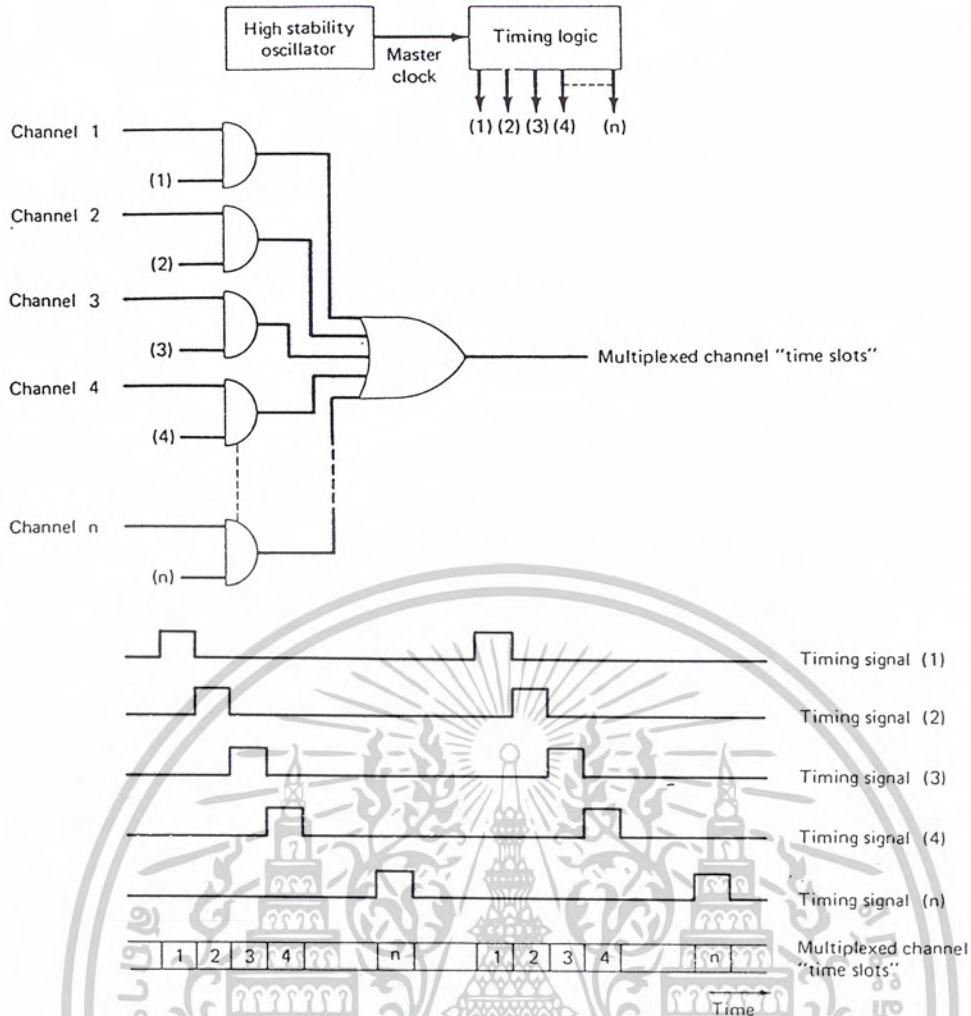 High stability
oscillator
Master
clock
Timing logic
(1) (2) (3) (4) (n)
Channel 1
(1)
Channel 2
(2)
Channel 3
(3)
Channel 4
(4)
Channel n
(n)
Multiplexed channel "time slots"
Timing signal (1)
Timing signal (2)
Timing signal (3)
Timing signal (4)
Timing signal (n)
1 2 3 4 n 1 2 3 4 n
Multiplexed channel
"time slots"
Time